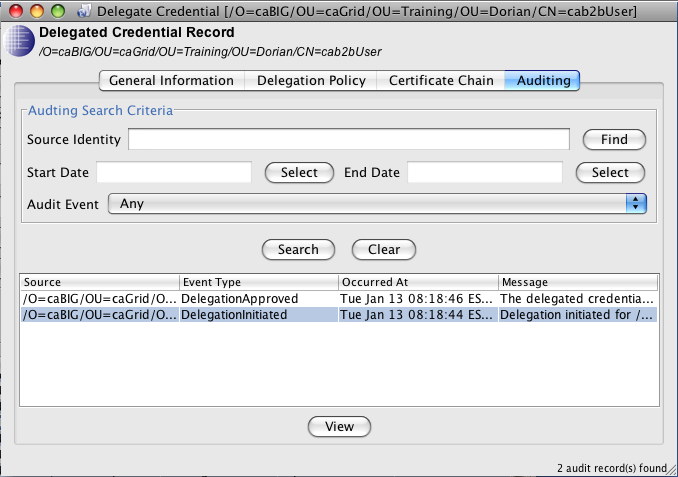 Delegate Credential [/O=caBIG/OU=caGrid/OU=Training/OU=Dorian/CN=cab2bUser]
Delegated Credential Record
/O=caBIG/OU=caGrid/OU=Training/OU=Dorian/CN=cab2bUser
General Information Delegation Policy Certificate Chain Auditing
Audting Search Criteria
Source Identity Find
Start Date Select End Date Select
Audit Event Any
Search Clear
Source Event Type Occurred At Message
/O=caBIG/OU=caGrid/O... DelegationApproved Tue Jan 13 08:18:46 ES... The delegated credentia...
/O=caBIG/OU=caGrid/O... DelegationInitiated Tue Jan 13 08:18:44 ES... Delegation initiated for /...
View
2 audit record(s) found